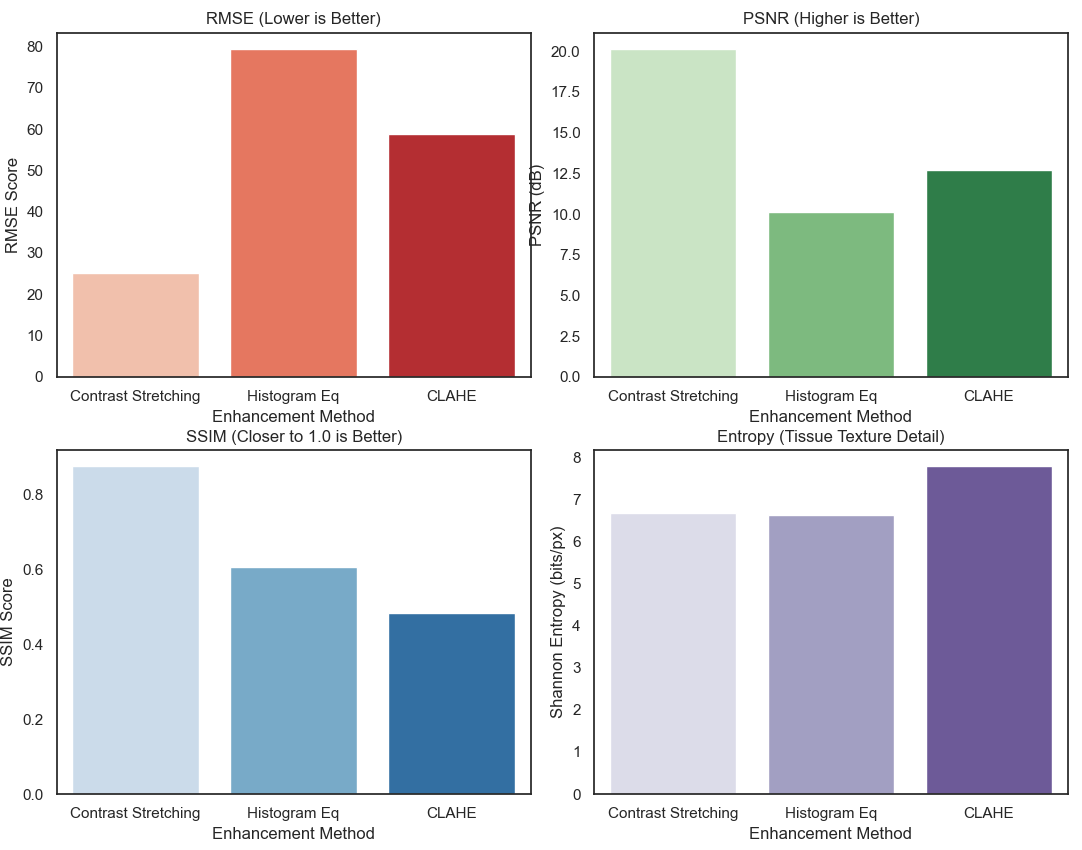 RMSE (Lower is Better)
RMSE Score
80
70
60
50
40
30
20
10
0
Contrast Stretching Histogram Eq CLAHE
Enhancement Method
PSNR (Higher is Better)
PSNR (dB)
20.0
17.5
15.0
12.5
10.0
7.5
5.0
2.5
0.0
Contrast Stretching Histogram Eq CLAHE
Enhancement Method
SSIM (Closer to 1.0 is Better)
SSIM Score
0.8
0.6
0.4
0.2
0.0
Contrast Stretching Histogram Eq CLAHE
Enhancement Method
Entropy (Tissue Texture Detail)
Shannon Entropy (bits/px)
8
7
6
5
4
3
2
1
0
Contrast Stretching Histogram Eq CLAHE
Enhancement Method